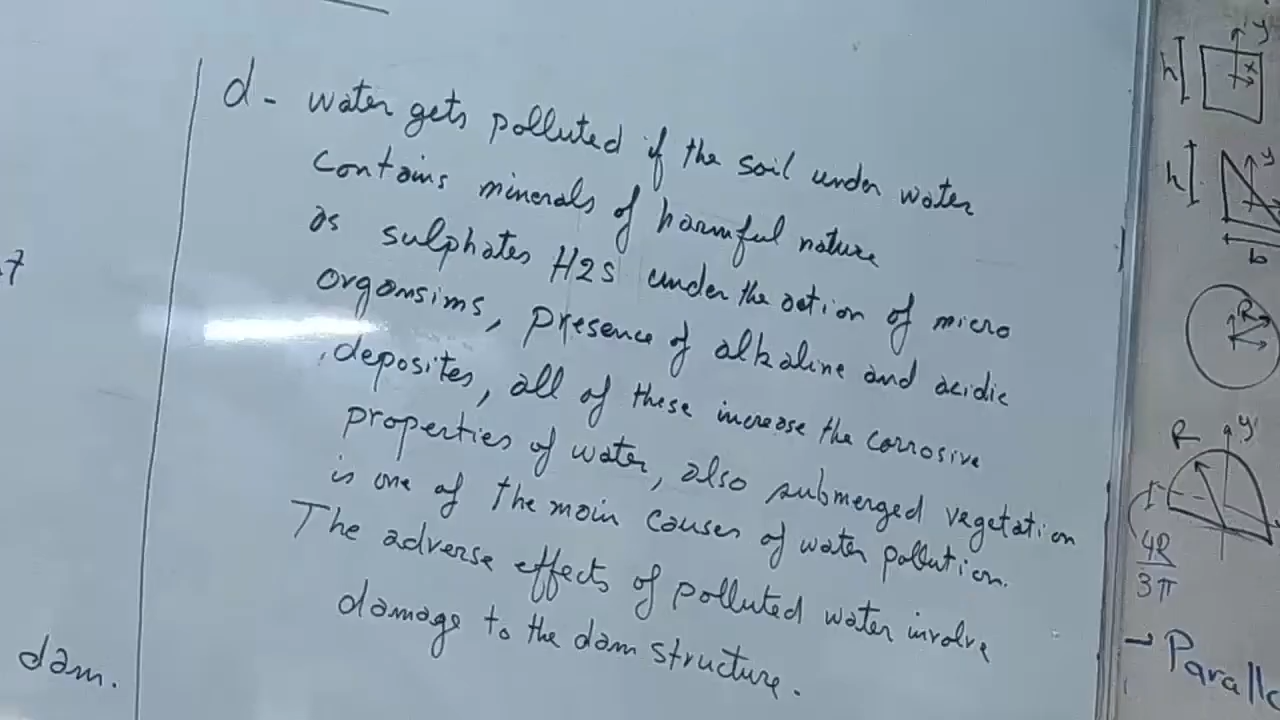 d- water gets polluted if the soil under water
contains minerals of harmful nature
as sulphates H2S under the action of micro
organsims, presence of alkaline and acidic
deposites, all of these increase the corrosive
properties of water, also submerged vegetation
is one of the main causes of water pollution.
The adverse effects of polluted water involve
damage to the dam structure.
7
dam.
h
y
x
h
y
b
R
R
y
4R
3π
→ Paralle